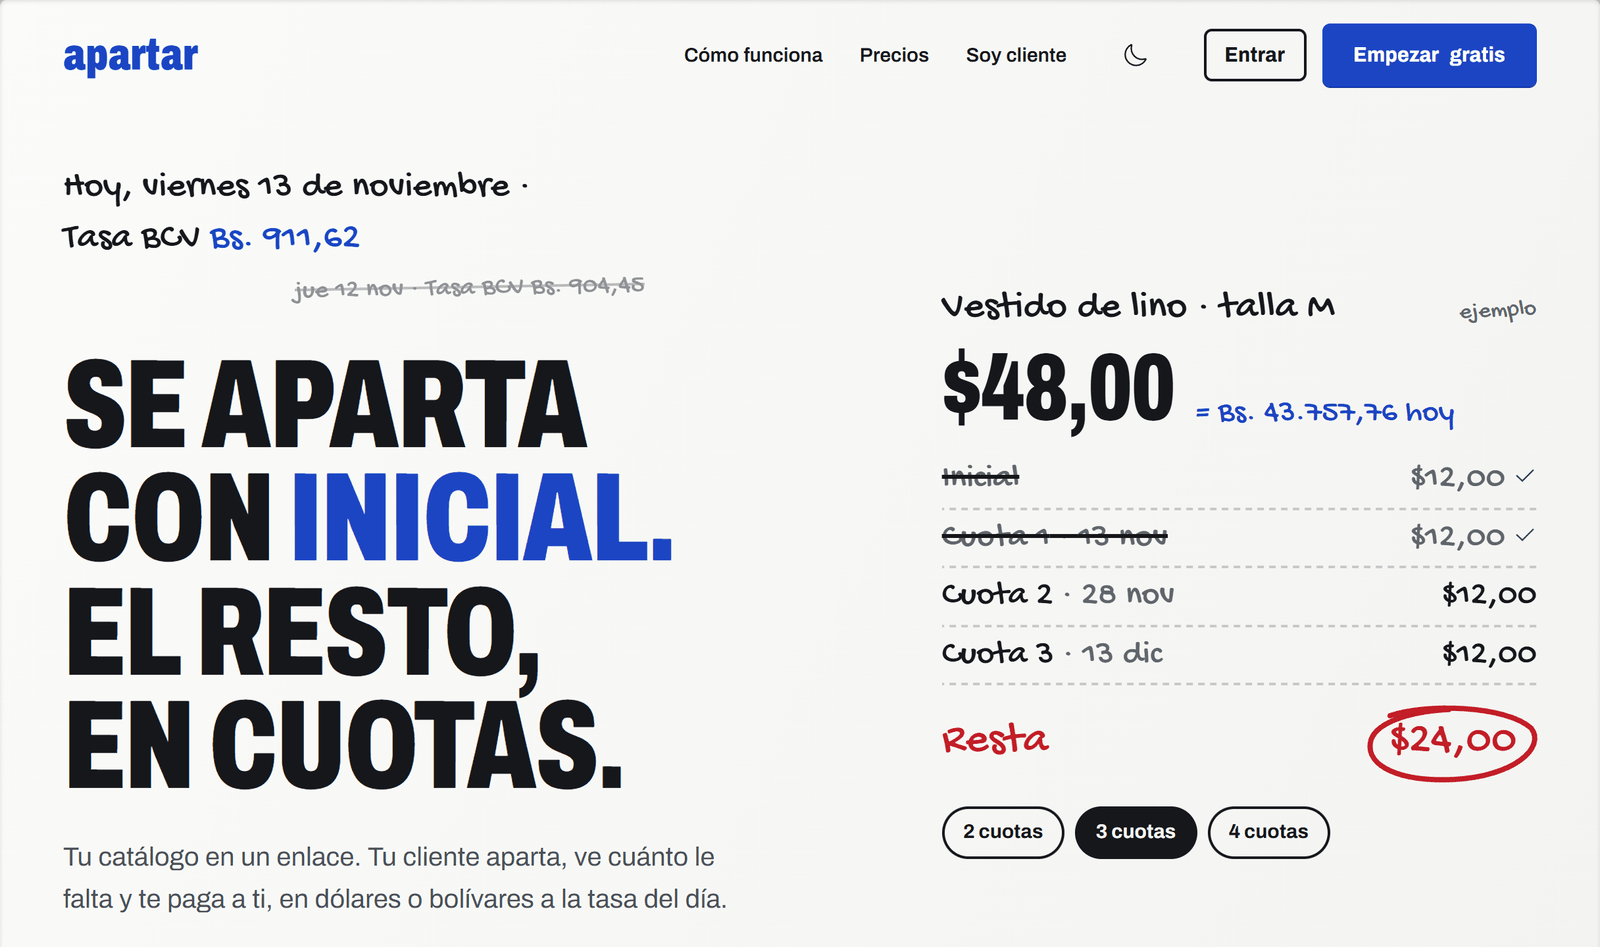 apartar
Cómo funciona
Precios
Soy cliente
Entrar
Empezar gratis
Hoy, viernes 13 de noviembre ·
Tasa BCV Bs. 911,62
jue 12 nov · Tasa BCV Bs. 904,45
SE APARTA
CON INICIAL.
EL RESTO,
EN CUOTAS.
Tu catálogo en un enlace. Tu cliente aparta, ve cuánto le
falta y te paga a ti, en dólares o bolívares a la tasa del día.
Vestido de lino · talla M
ejemplo
$48,00 = Bs. 43.757,76 hoy
Inicial $12,00 ✓
Cuota 1 · 13 nov $12,00 ✓
Cuota 2 · 28 nov $12,00
Cuota 3 · 13 dic $12,00
Resta $24,00
2 cuotas
3 cuotas
4 cuotas